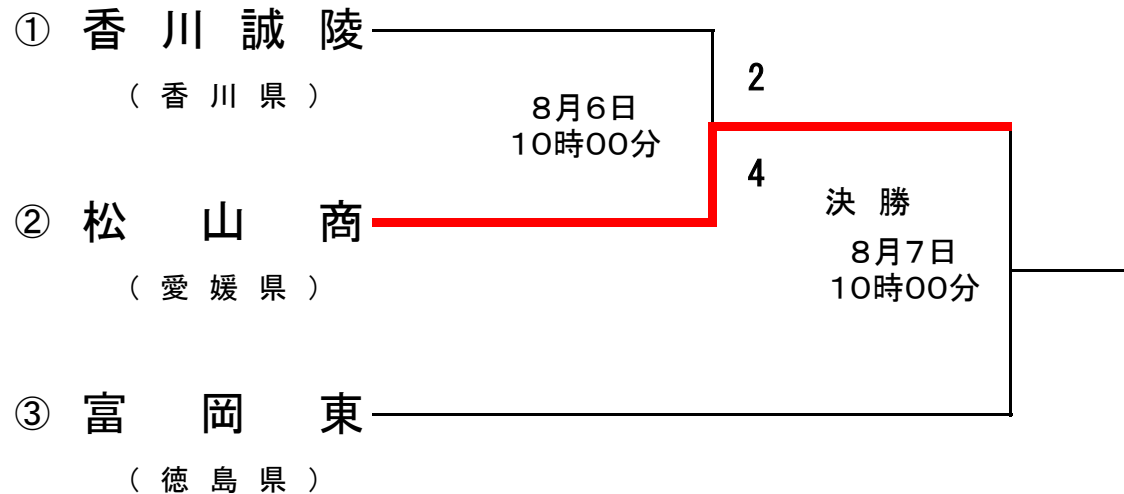 ① 香川誠陵
(香川県)
8月6日
10時00分
2
4
② 松山商
(愛媛県)
決勝
8月7日
10時00分
③ 富岡東
(徳島県)